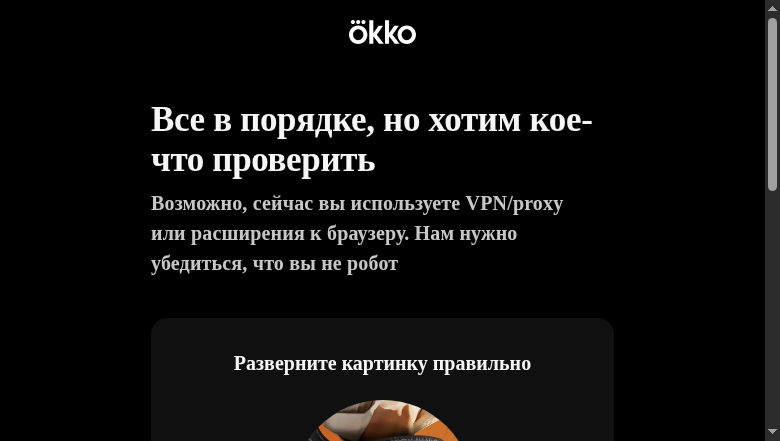 okko
Все в порядке, но хотим кое-
что проверить
Возможно, сейчас вы используете VPN/proxy
или расширения к браузеру. Нам нужно
убедиться, что вы не робот
Разверните картинку правильно